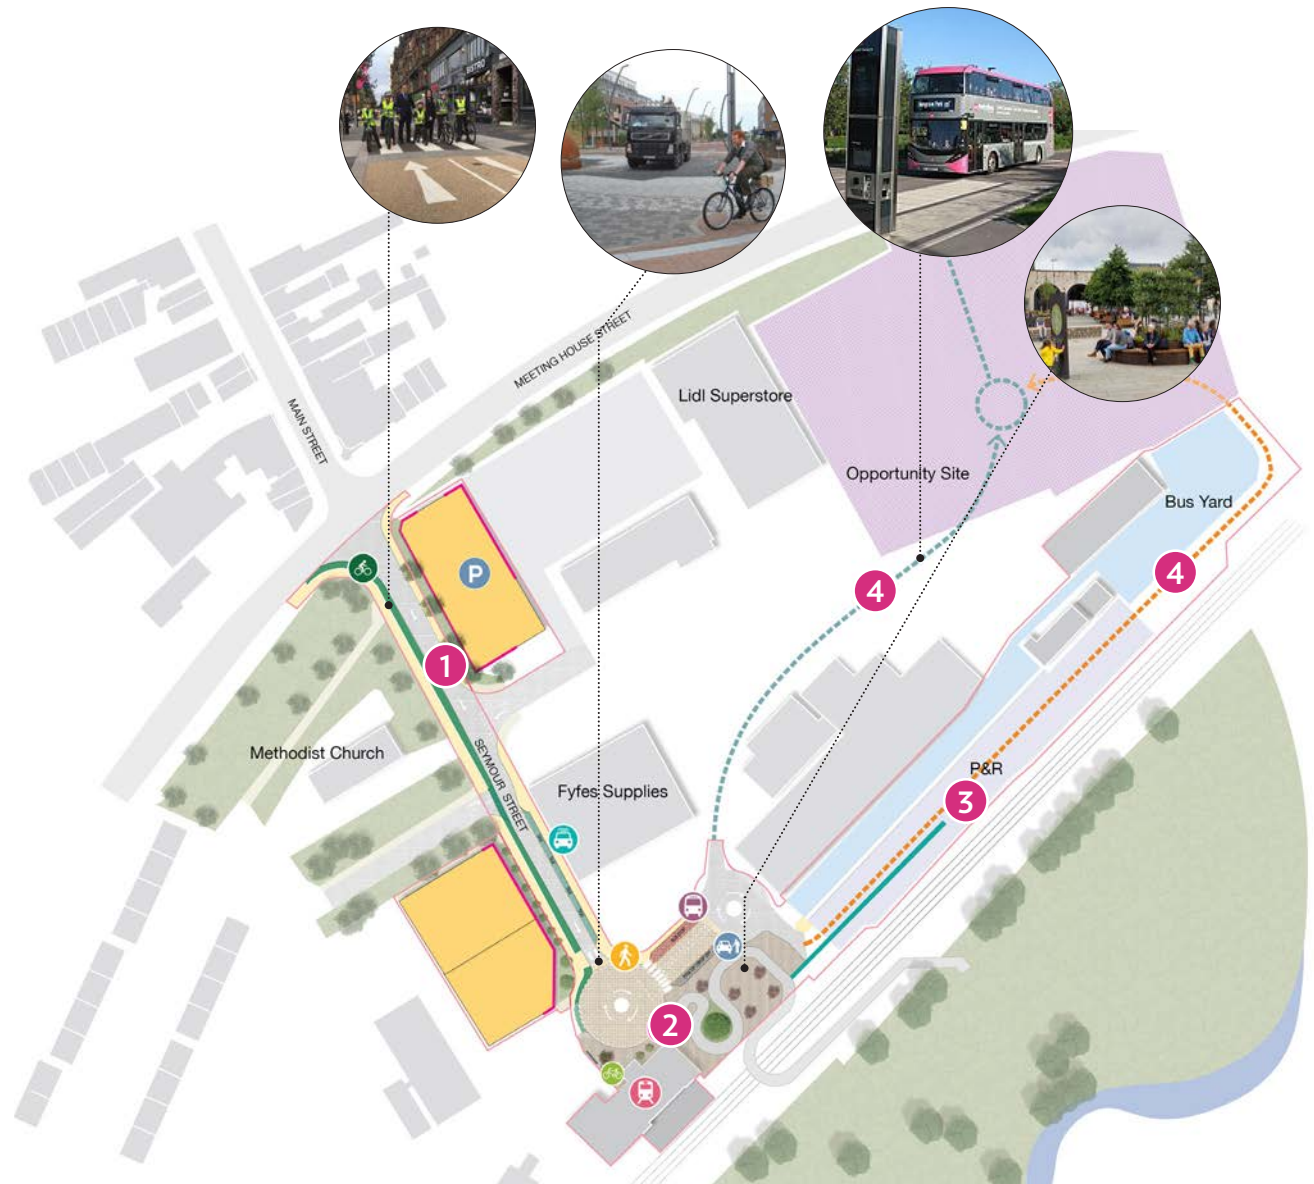 BISTRO
MEETING HOUSE STREET
MAIN STREET
Lidl Superstore
Opportunity Site
Bus Yard
P
4
4
1
Methodist Church
SEYMOUR STREET
Fyfes Supplies
P&R
3
2